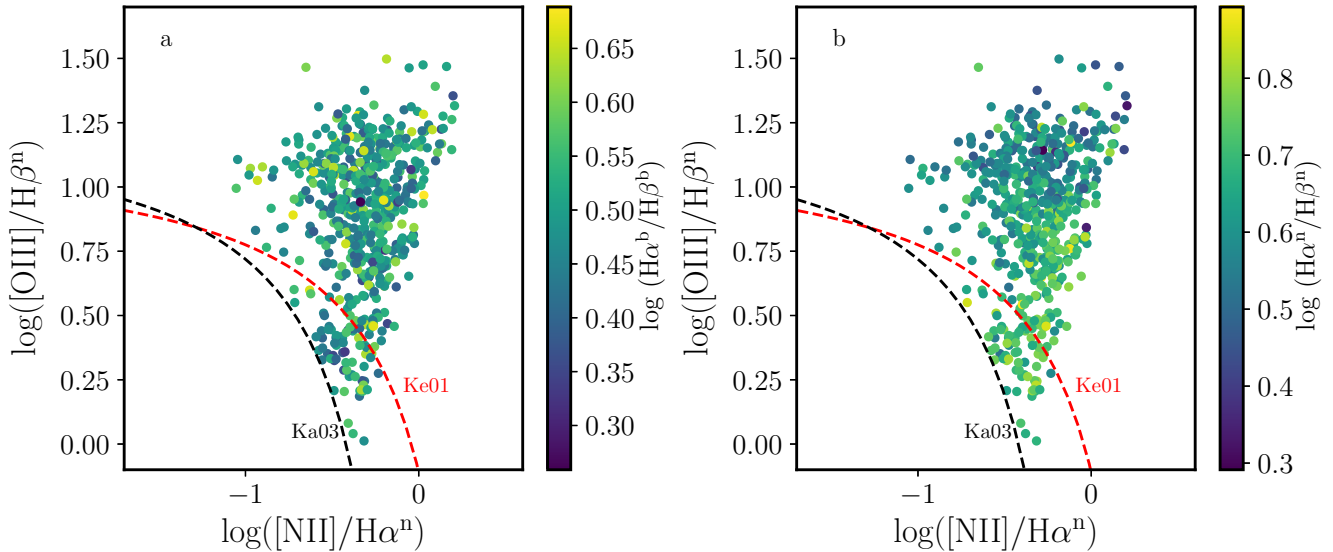 a
1.50
1.25
1.00
0.75
0.50
0.25
0.00
log([OIII]/Hβⁿ)
−1
0
log([NII]/Hαⁿ)
Ka03
Ke01
0.65
0.60
0.55
0.50
0.45
0.40
0.35
0.30
log (Hαᵇ/Hβᵇ)
b
1.50
1.25
1.00
0.75
0.50
0.25
0.00
log([OIII]/Hβⁿ)
−1
0
log([NII]/Hαⁿ)
Ka03
Ke01
0.8
0.7
0.6
0.5
0.4
0.3
log (Hαⁿ/Hβⁿ)